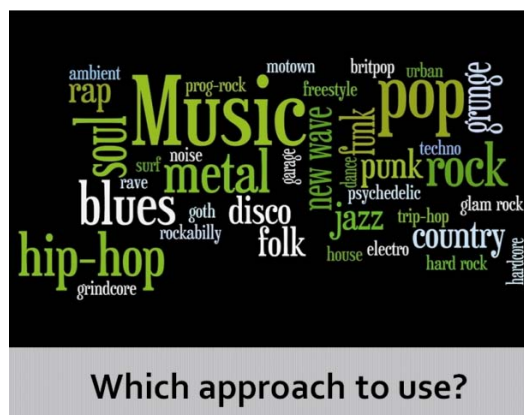 ambient
rap
prog-rock
motown
freestyle
britpop
urban
pop
grunge
soul
Music
surf
noise
metal
garage
new wave
dance
funk
punk
techno
rock
rave
blues
goth
rockabilly
disco
folk
psychedelic
jazz
trip-hop
glam rock
house
electro
country
hard rock
hardcore
hip-hop
grindcore
Which approach to use?